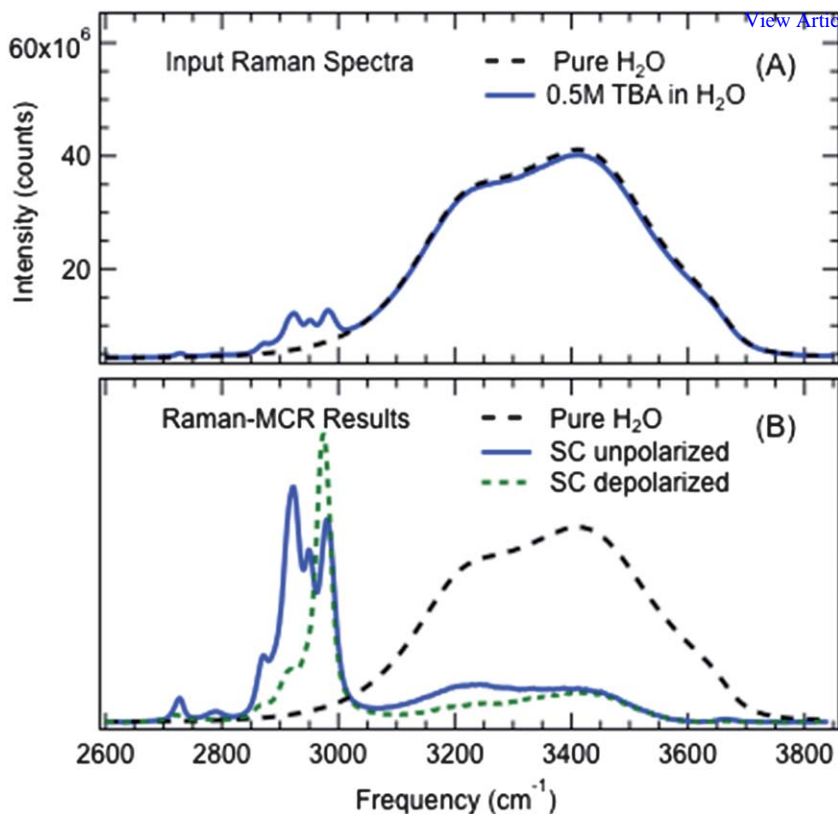 View Artic
60x10⁶
Input Raman Spectra
Pure H₂O
(A)
0.5M TBA in H₂O
Intensity (counts)
40
20
Raman-MCR Results
Pure H₂O
(B)
SC unpolarized
SC depolarized
2600 2800 3000 3200 3400 3600 3800
Frequency (cm⁻¹)